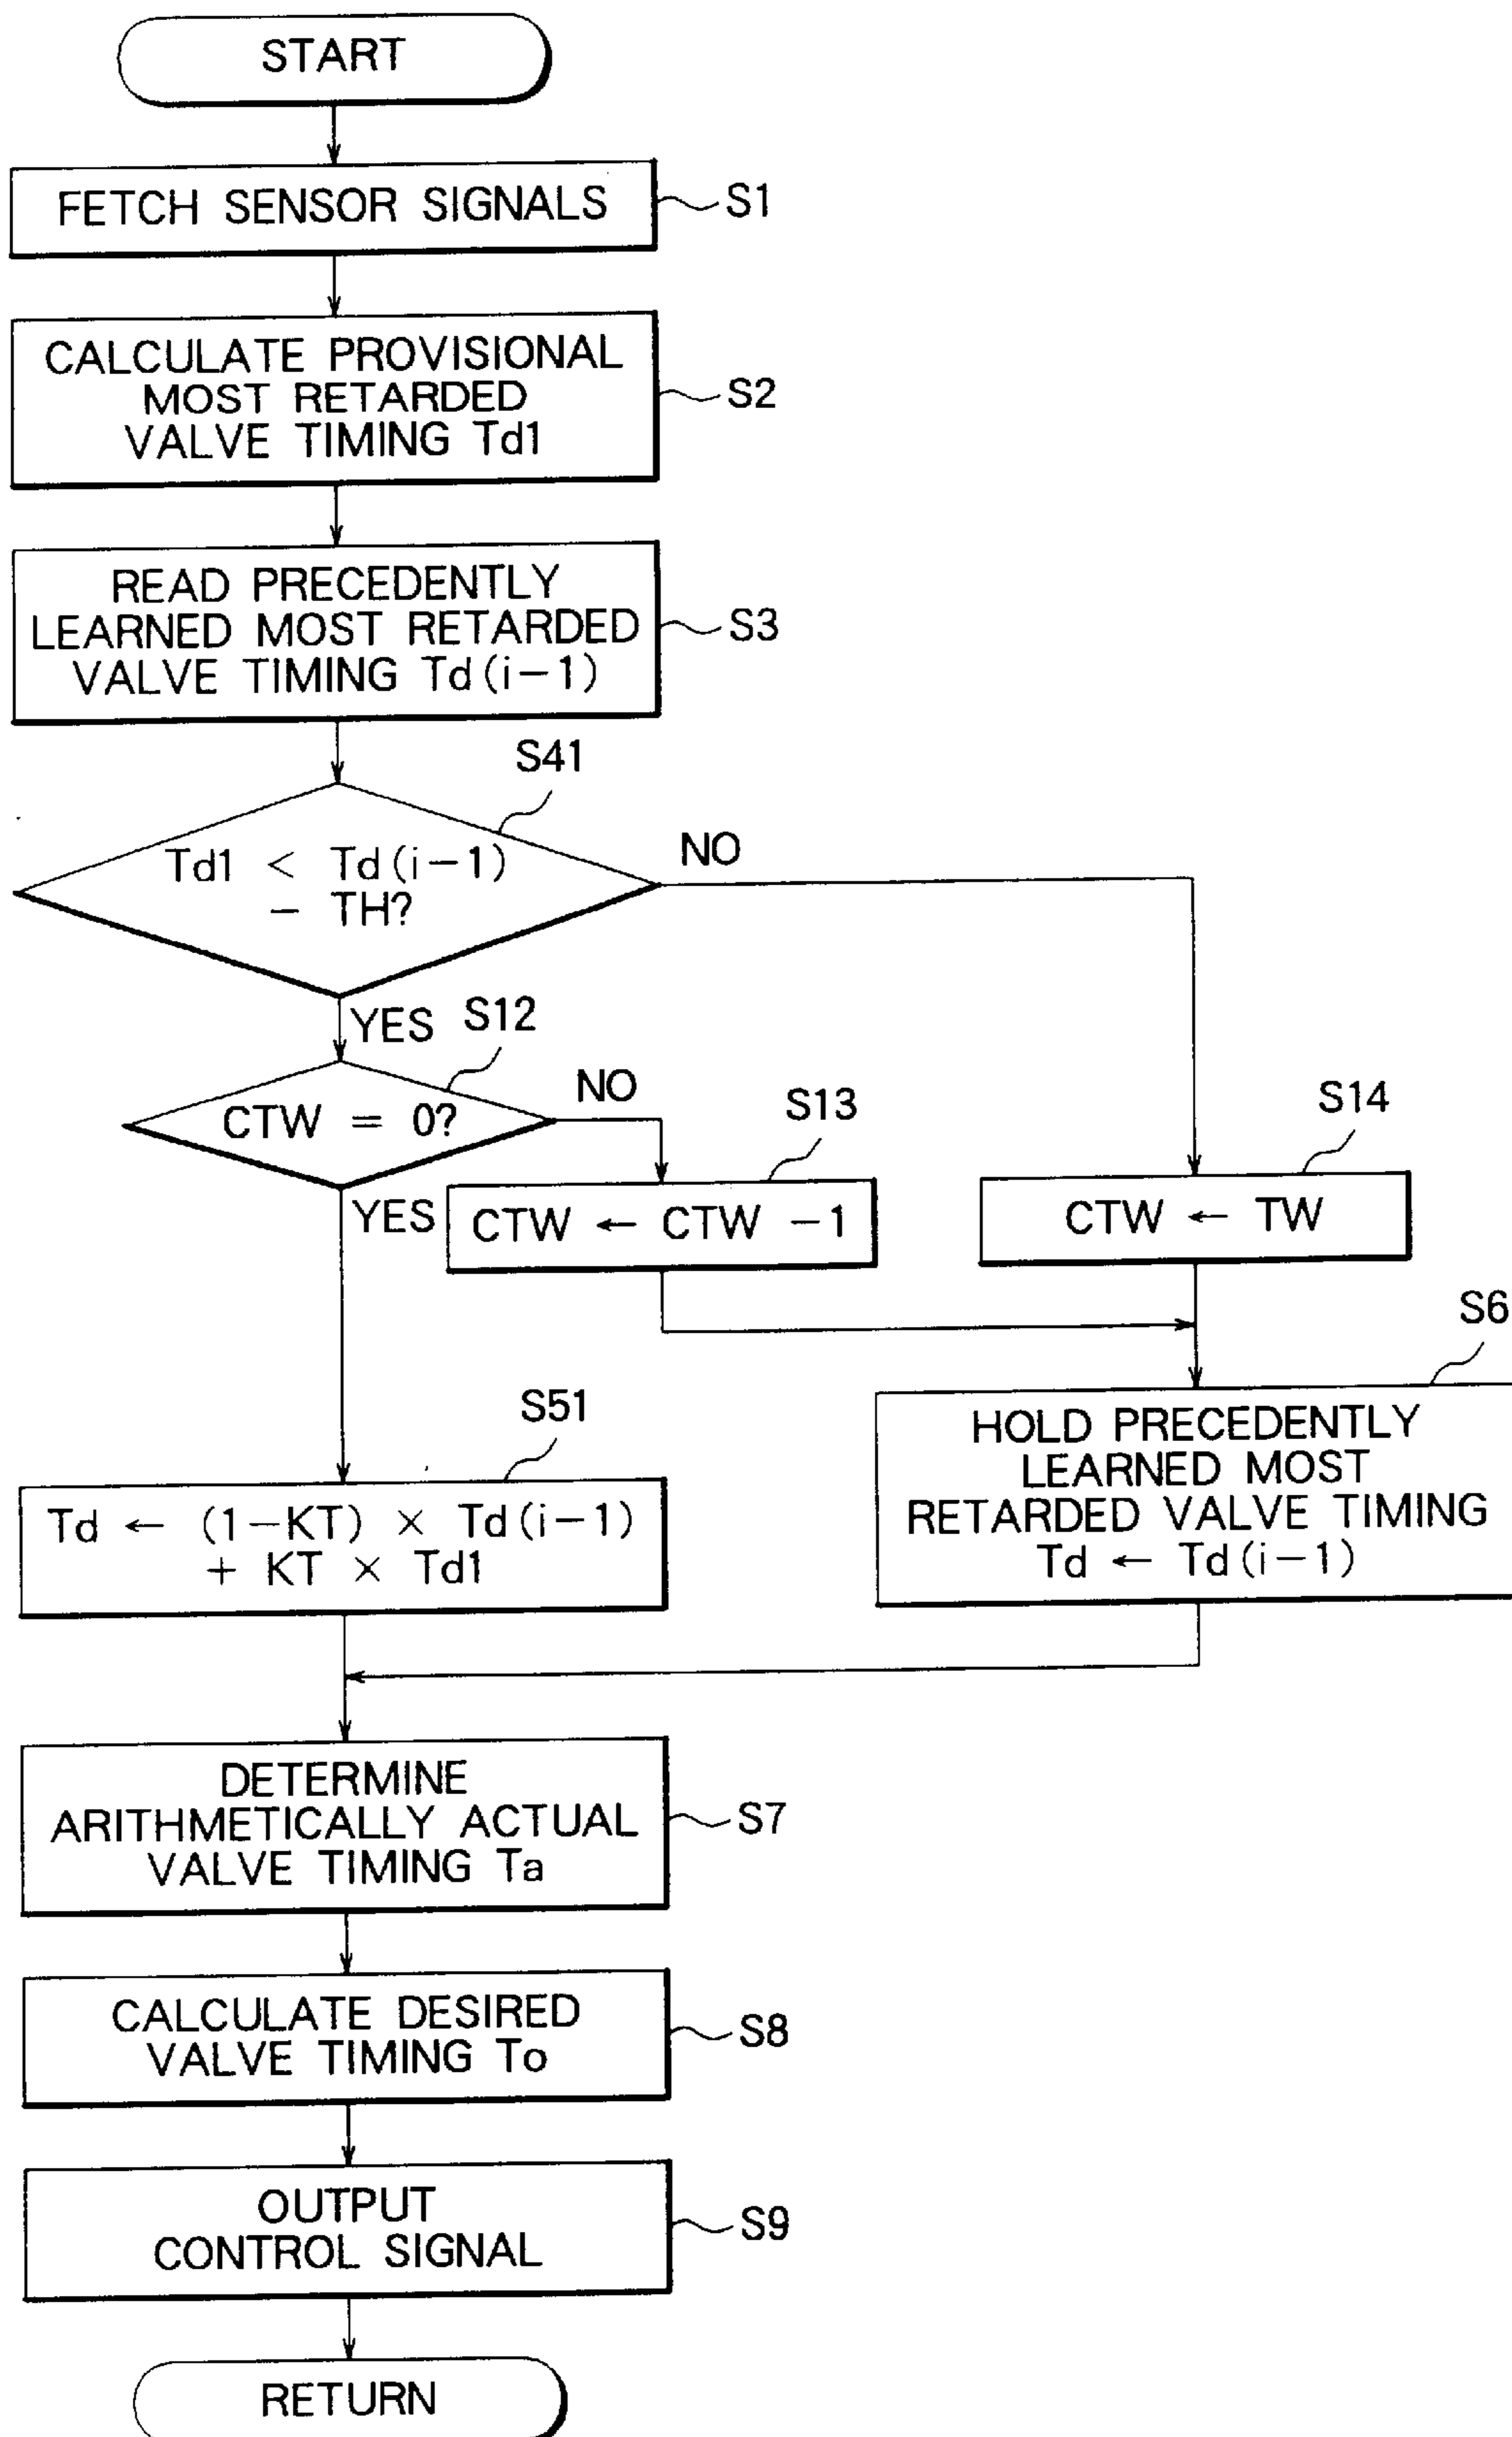 START
FETCH SENSOR SIGNALS
S1
CALCULATE PROVISIONAL
MOST RETARDED
VALVE TIMING Td1
S2
READ PRECEDENTLY
LEARNED MOST RETARDED
VALVE TIMING Td(i-1)
S3
S41
Td1 < Td(i-1)
- TH?
NO
YES
S12
CTW = 0?
NO
YES
S13
CTW ← CTW -1
S14
CTW ← TW
S6
HOLD PRECEDENTLY
LEARNED MOST
RETARDED VALVE TIMING
Td ← Td(i-1)
S51
Td ← (1-KT) × Td(i-1)
+ KT × Td1
DETERMINE
ARITHMETICALLY ACTUAL
VALVE TIMING Ta
S7
CALCULATE DESIRED
VALVE TIMING To
S8
OUTPUT
CONTROL SIGNAL
S9
RETURN